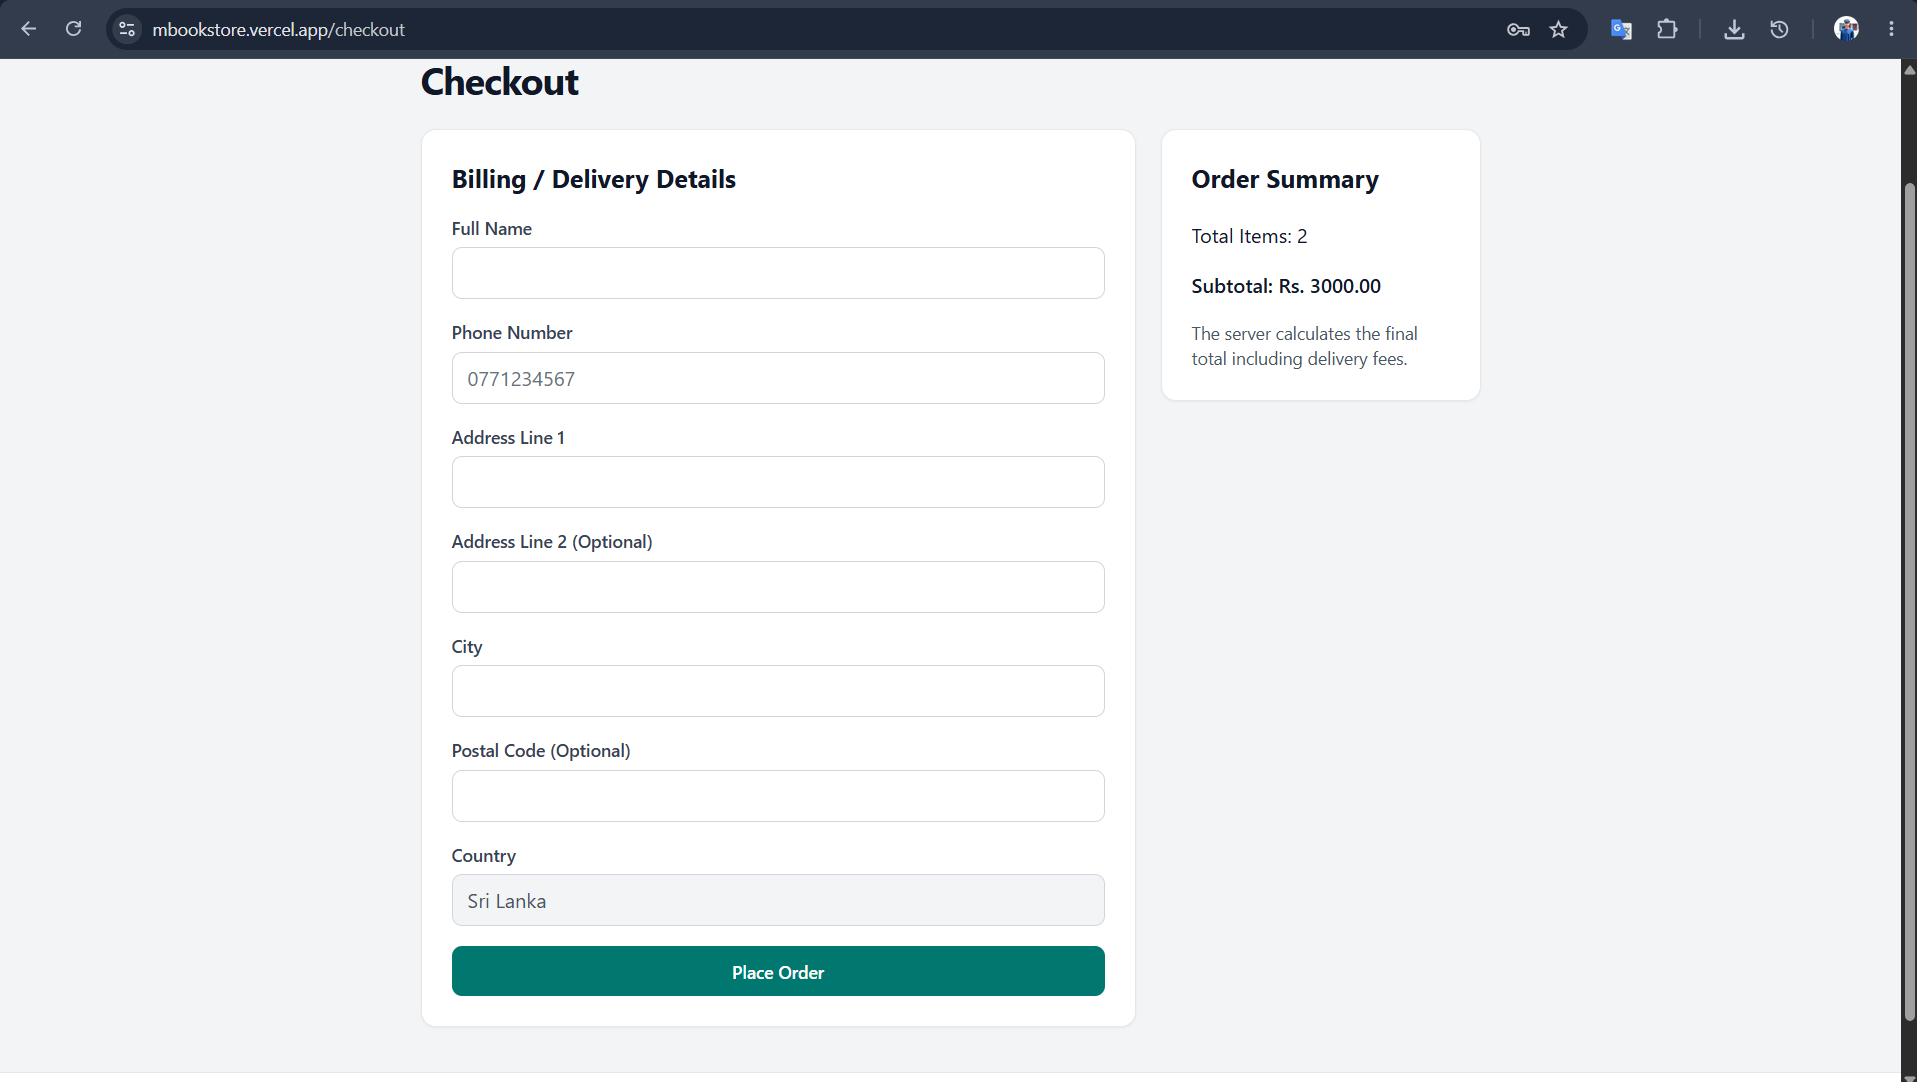 mbookstore.vercel.app/checkout
Checkout
Billing / Delivery Details
Full Name
Phone Number
0771234567
Address Line 1
Address Line 2 (Optional)
City
Postal Code (Optional)
Country
Sri Lanka
Place Order
Order Summary
Total Items: 2
Subtotal: Rs. 3000.00
The server calculates the final
total including delivery fees.